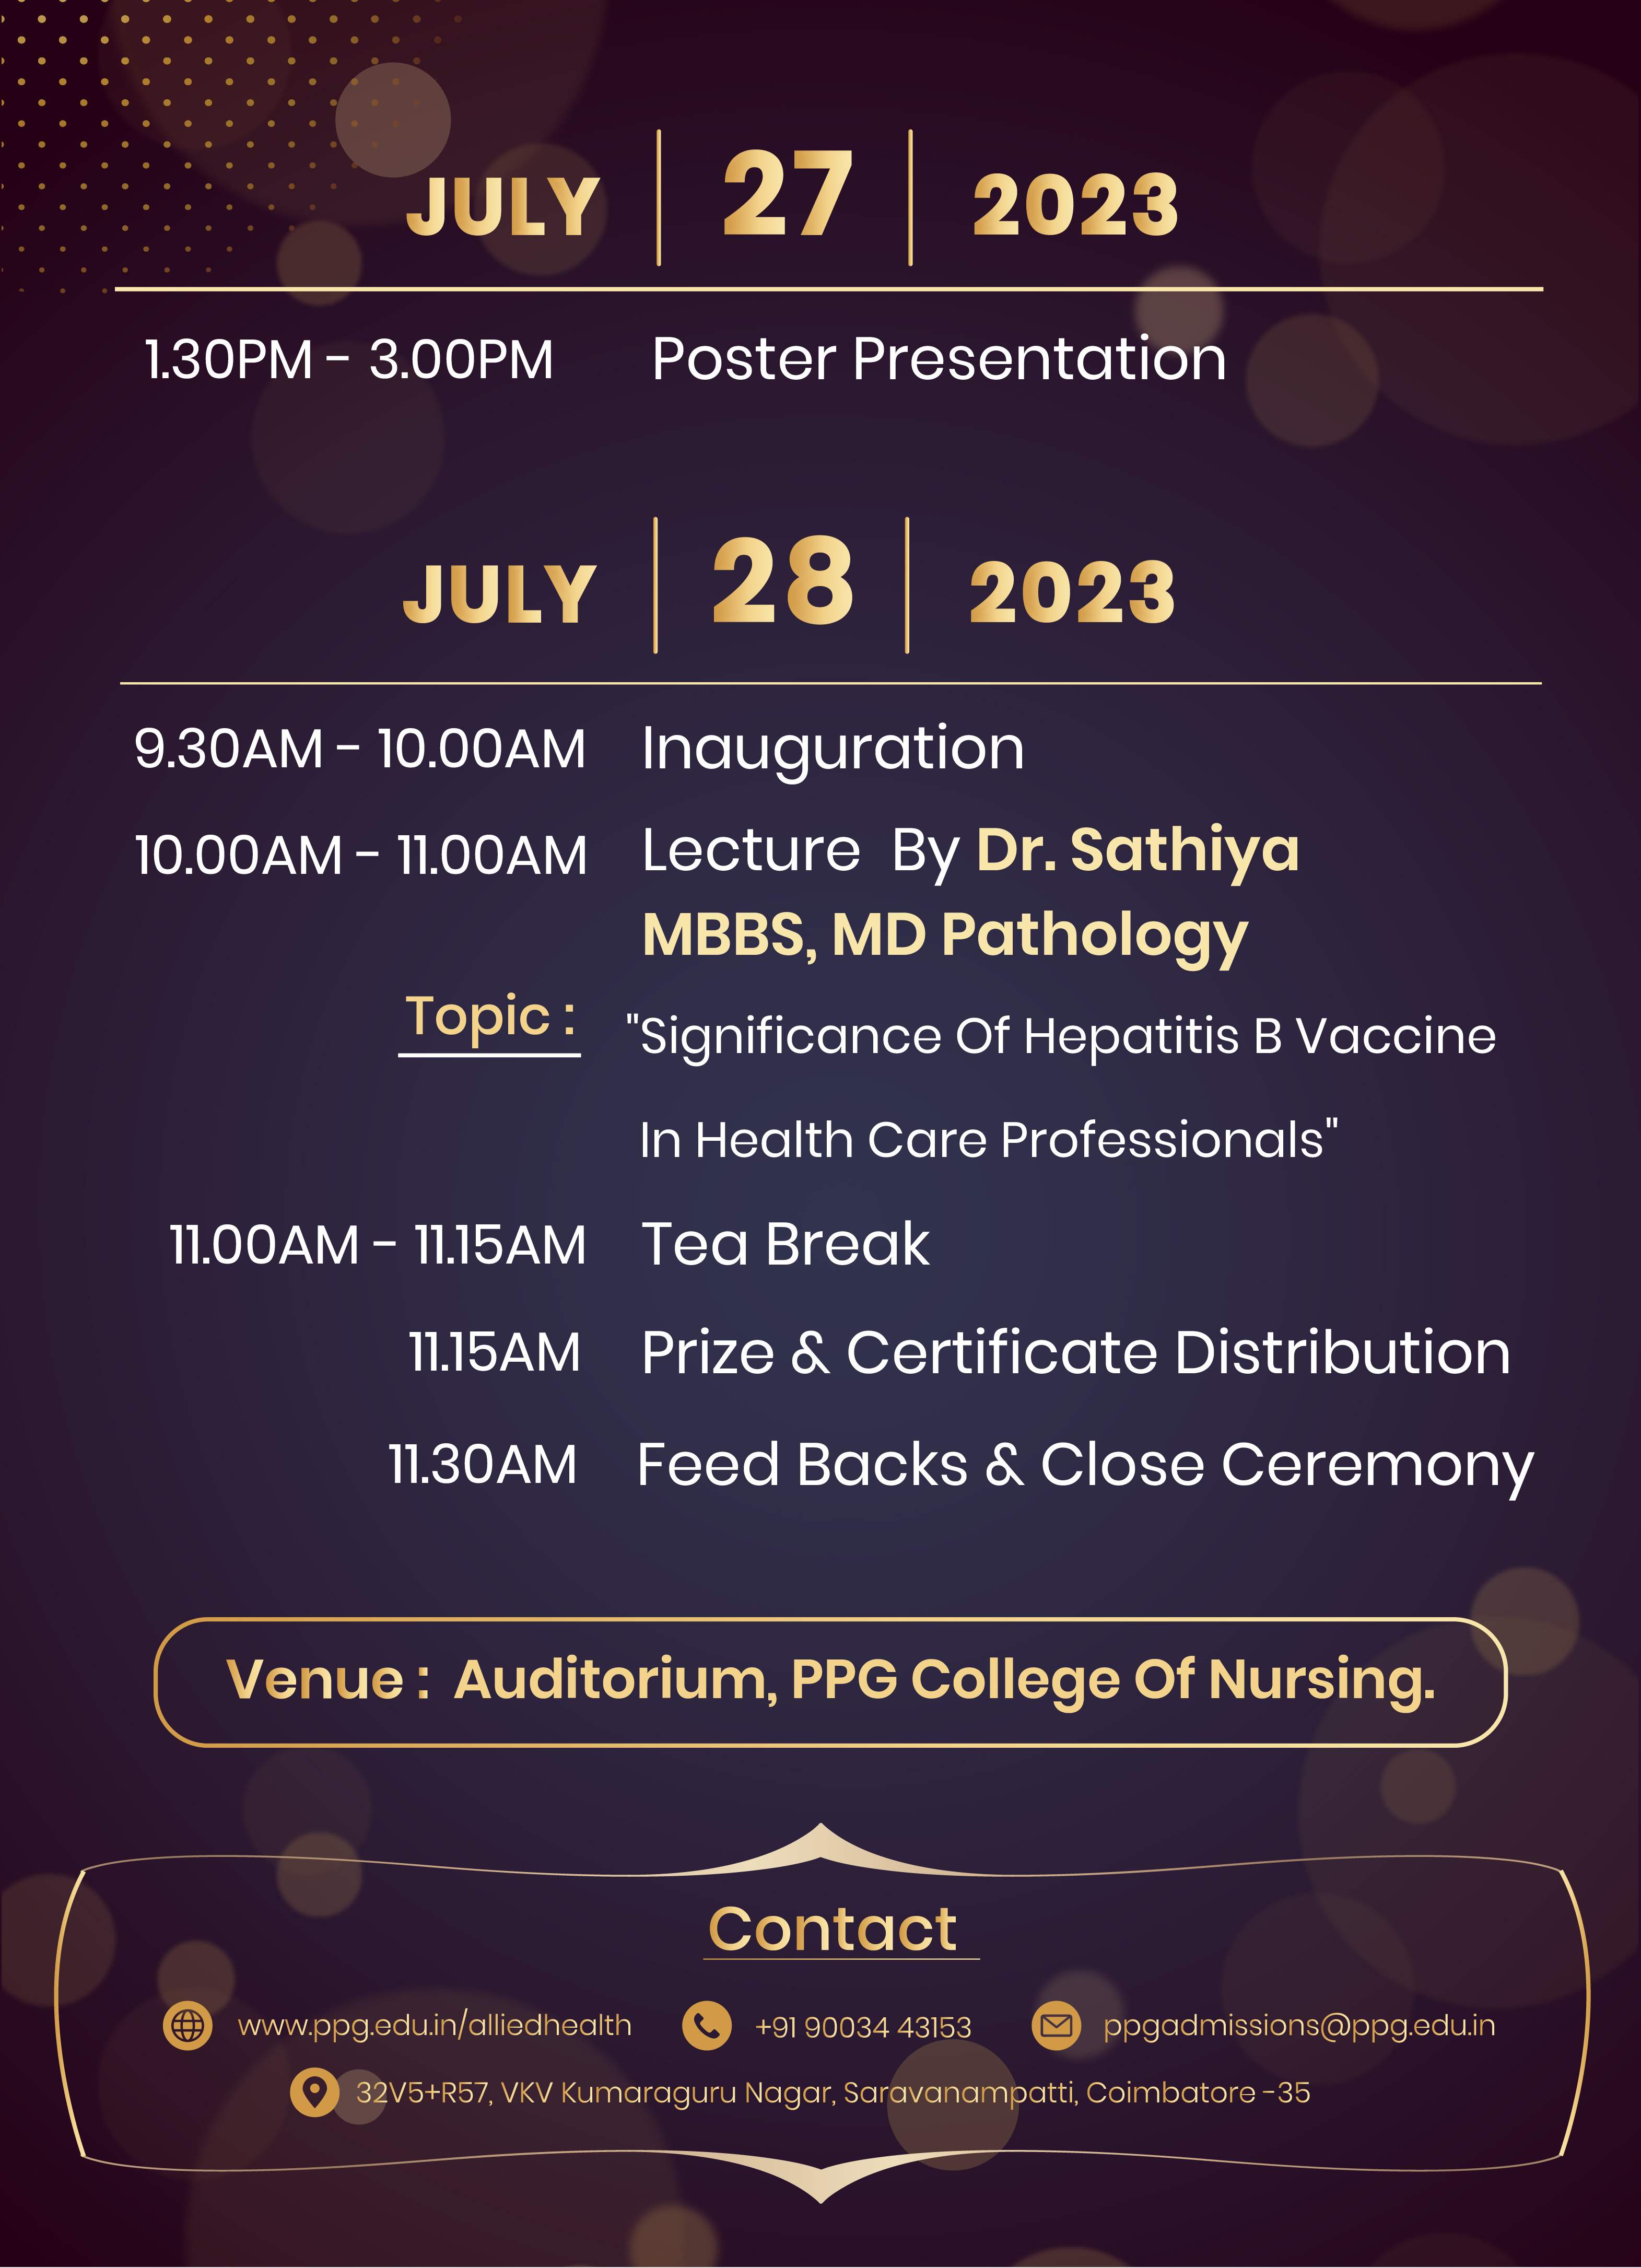 JULY 27 2023
1.30PM - 3.00PM Poster Presentation
JULY 28 2023
9.30AM - 10.00AM Inauguration
10.00AM - 11.00AM Lecture By Dr. Sathiya
MBBS, MD Pathology
Topic : "Significance Of Hepatitis B Vaccine
In Health Care Professionals"
11.00AM - 11.15AM Tea Break
11.15AM Prize & Certificate Distribution
11.30AM Feed Backs & Close Ceremony
Venue : Auditorium, PPG College Of Nursing.
Contact
www.ppg.edu.in/alliedhealth +91 90034 43153 ppgadmissions@ppg.edu.in
32V5+R57, VKV Kumaraguru Nagar, Saravanampatti, Coimbatore -35